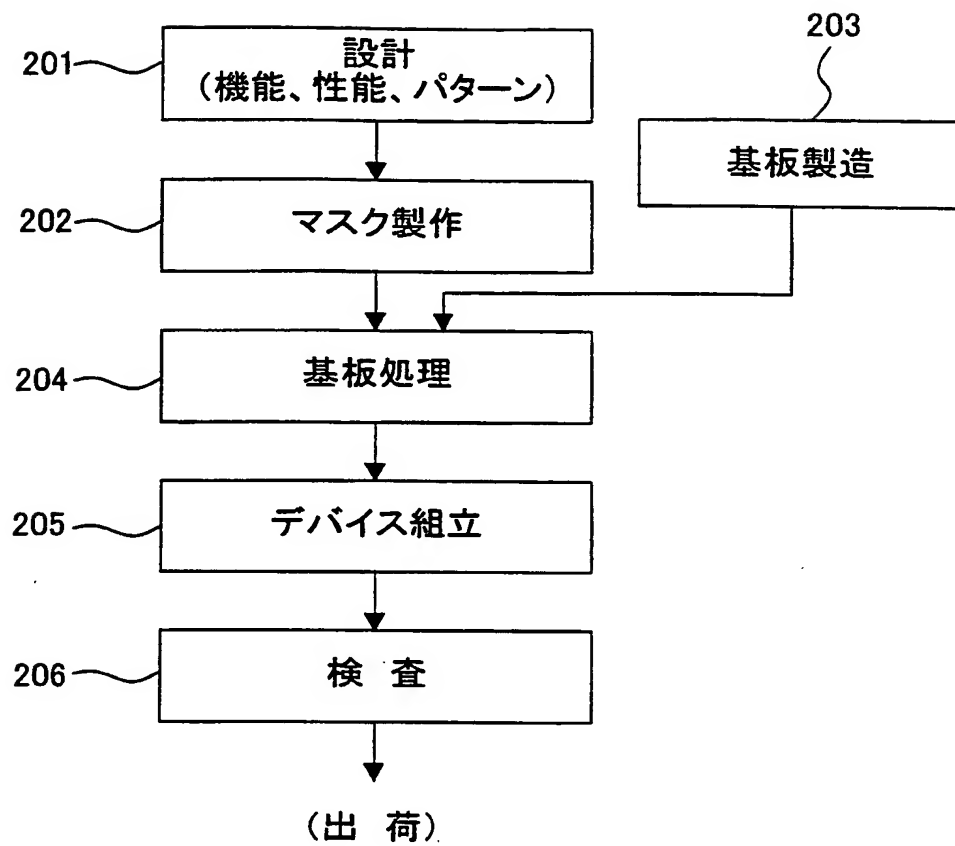 201
設計
(機能、性能、パターン)
203
基板製造
202
マスク製作
204
基板処理
205
デバイス組立
206
検 査
(出 荷)